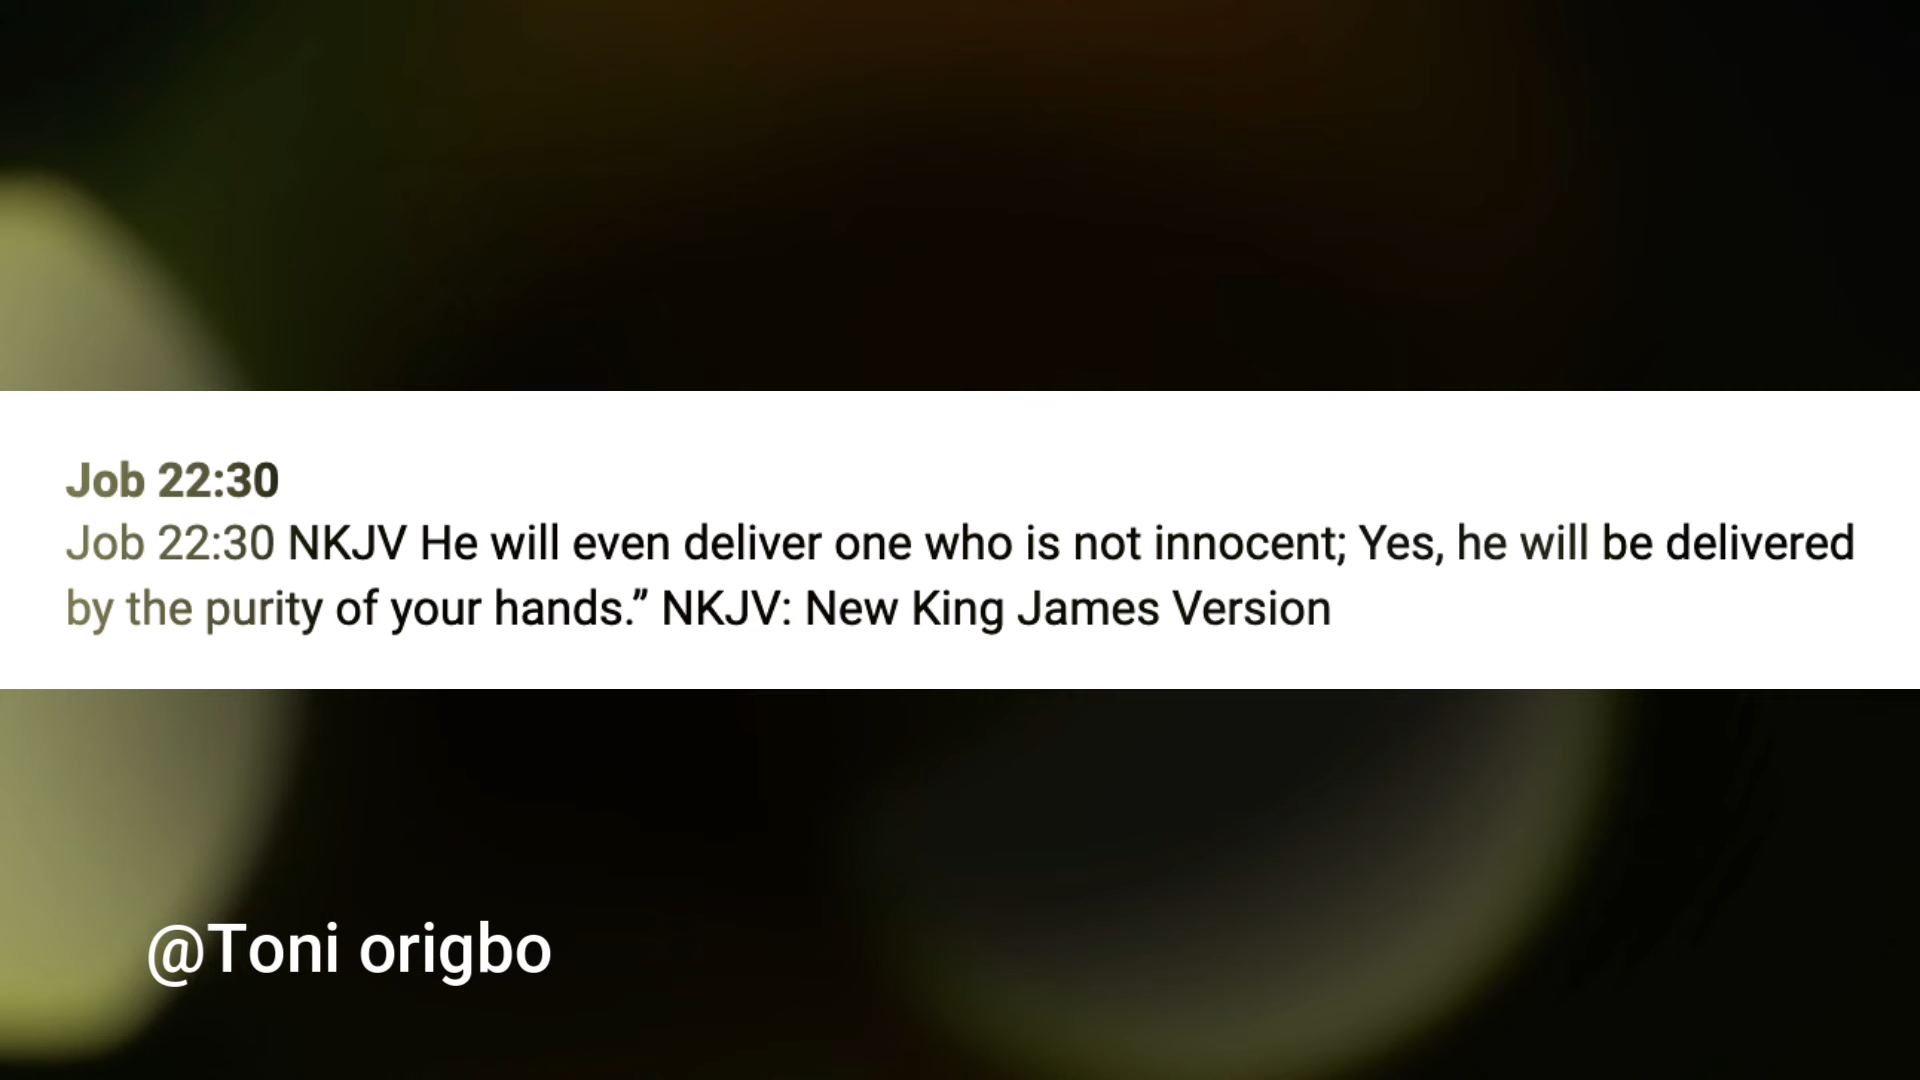 Job 22:30
Job 22:30 NKJV He will even deliver one who is not innocent; Yes, he will be delivered
by the purity of your hands.” NKJV: New King James Version
@Toni origbo